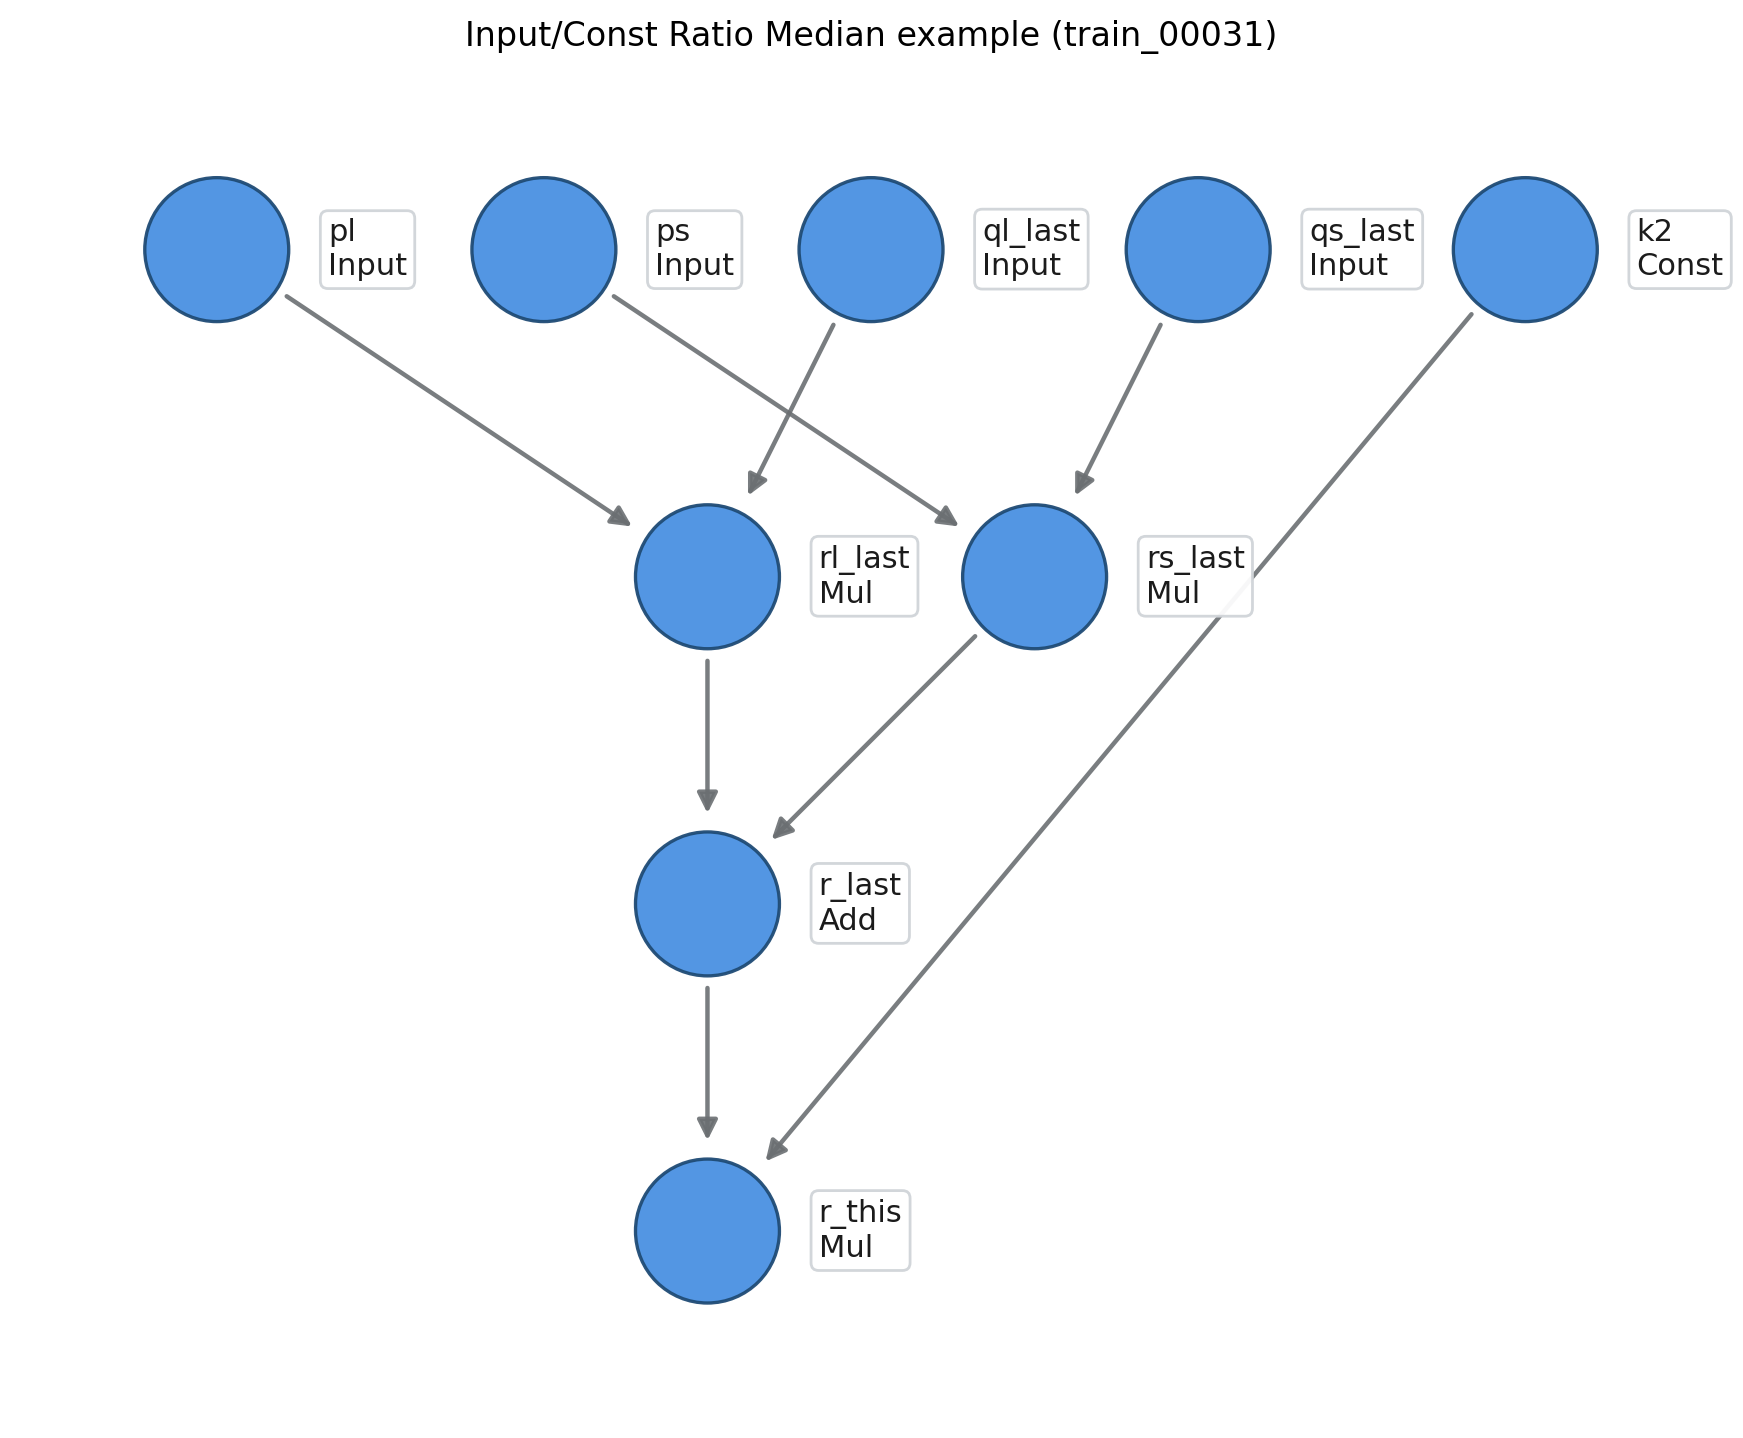 Input/Const Ratio Median example (train_00031)
pl
Input
ps
Input
ql_last
Input
qs_last
Input
k2
Const
rl_last
Mul
rs_last
Mul
r_last
Add
r_this
Mul